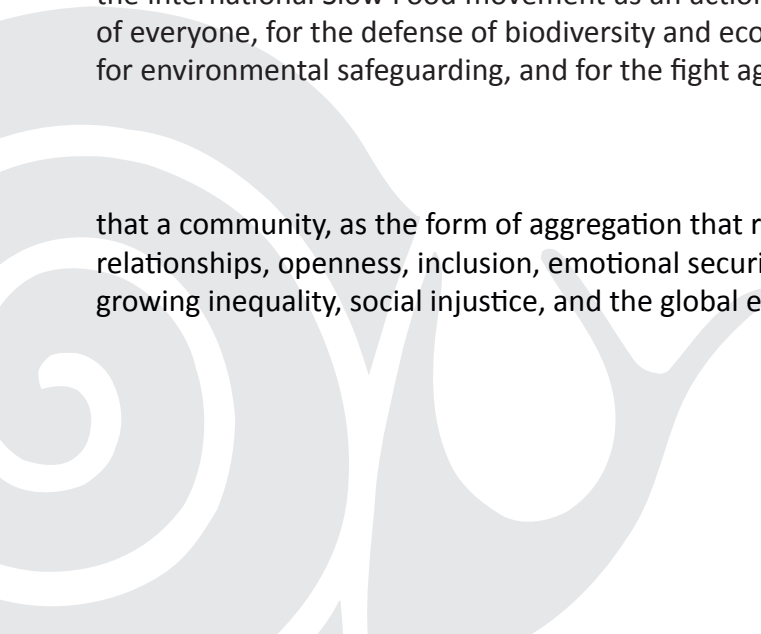 the International Slow Food movement as an action
of everyone, for the defense of biodiversity and
for environmental safeguarding, and for the fight
that a community, as the form of aggregation that
relationships, openness, inclusion, emotional
growing inequality, social injustice, and the global